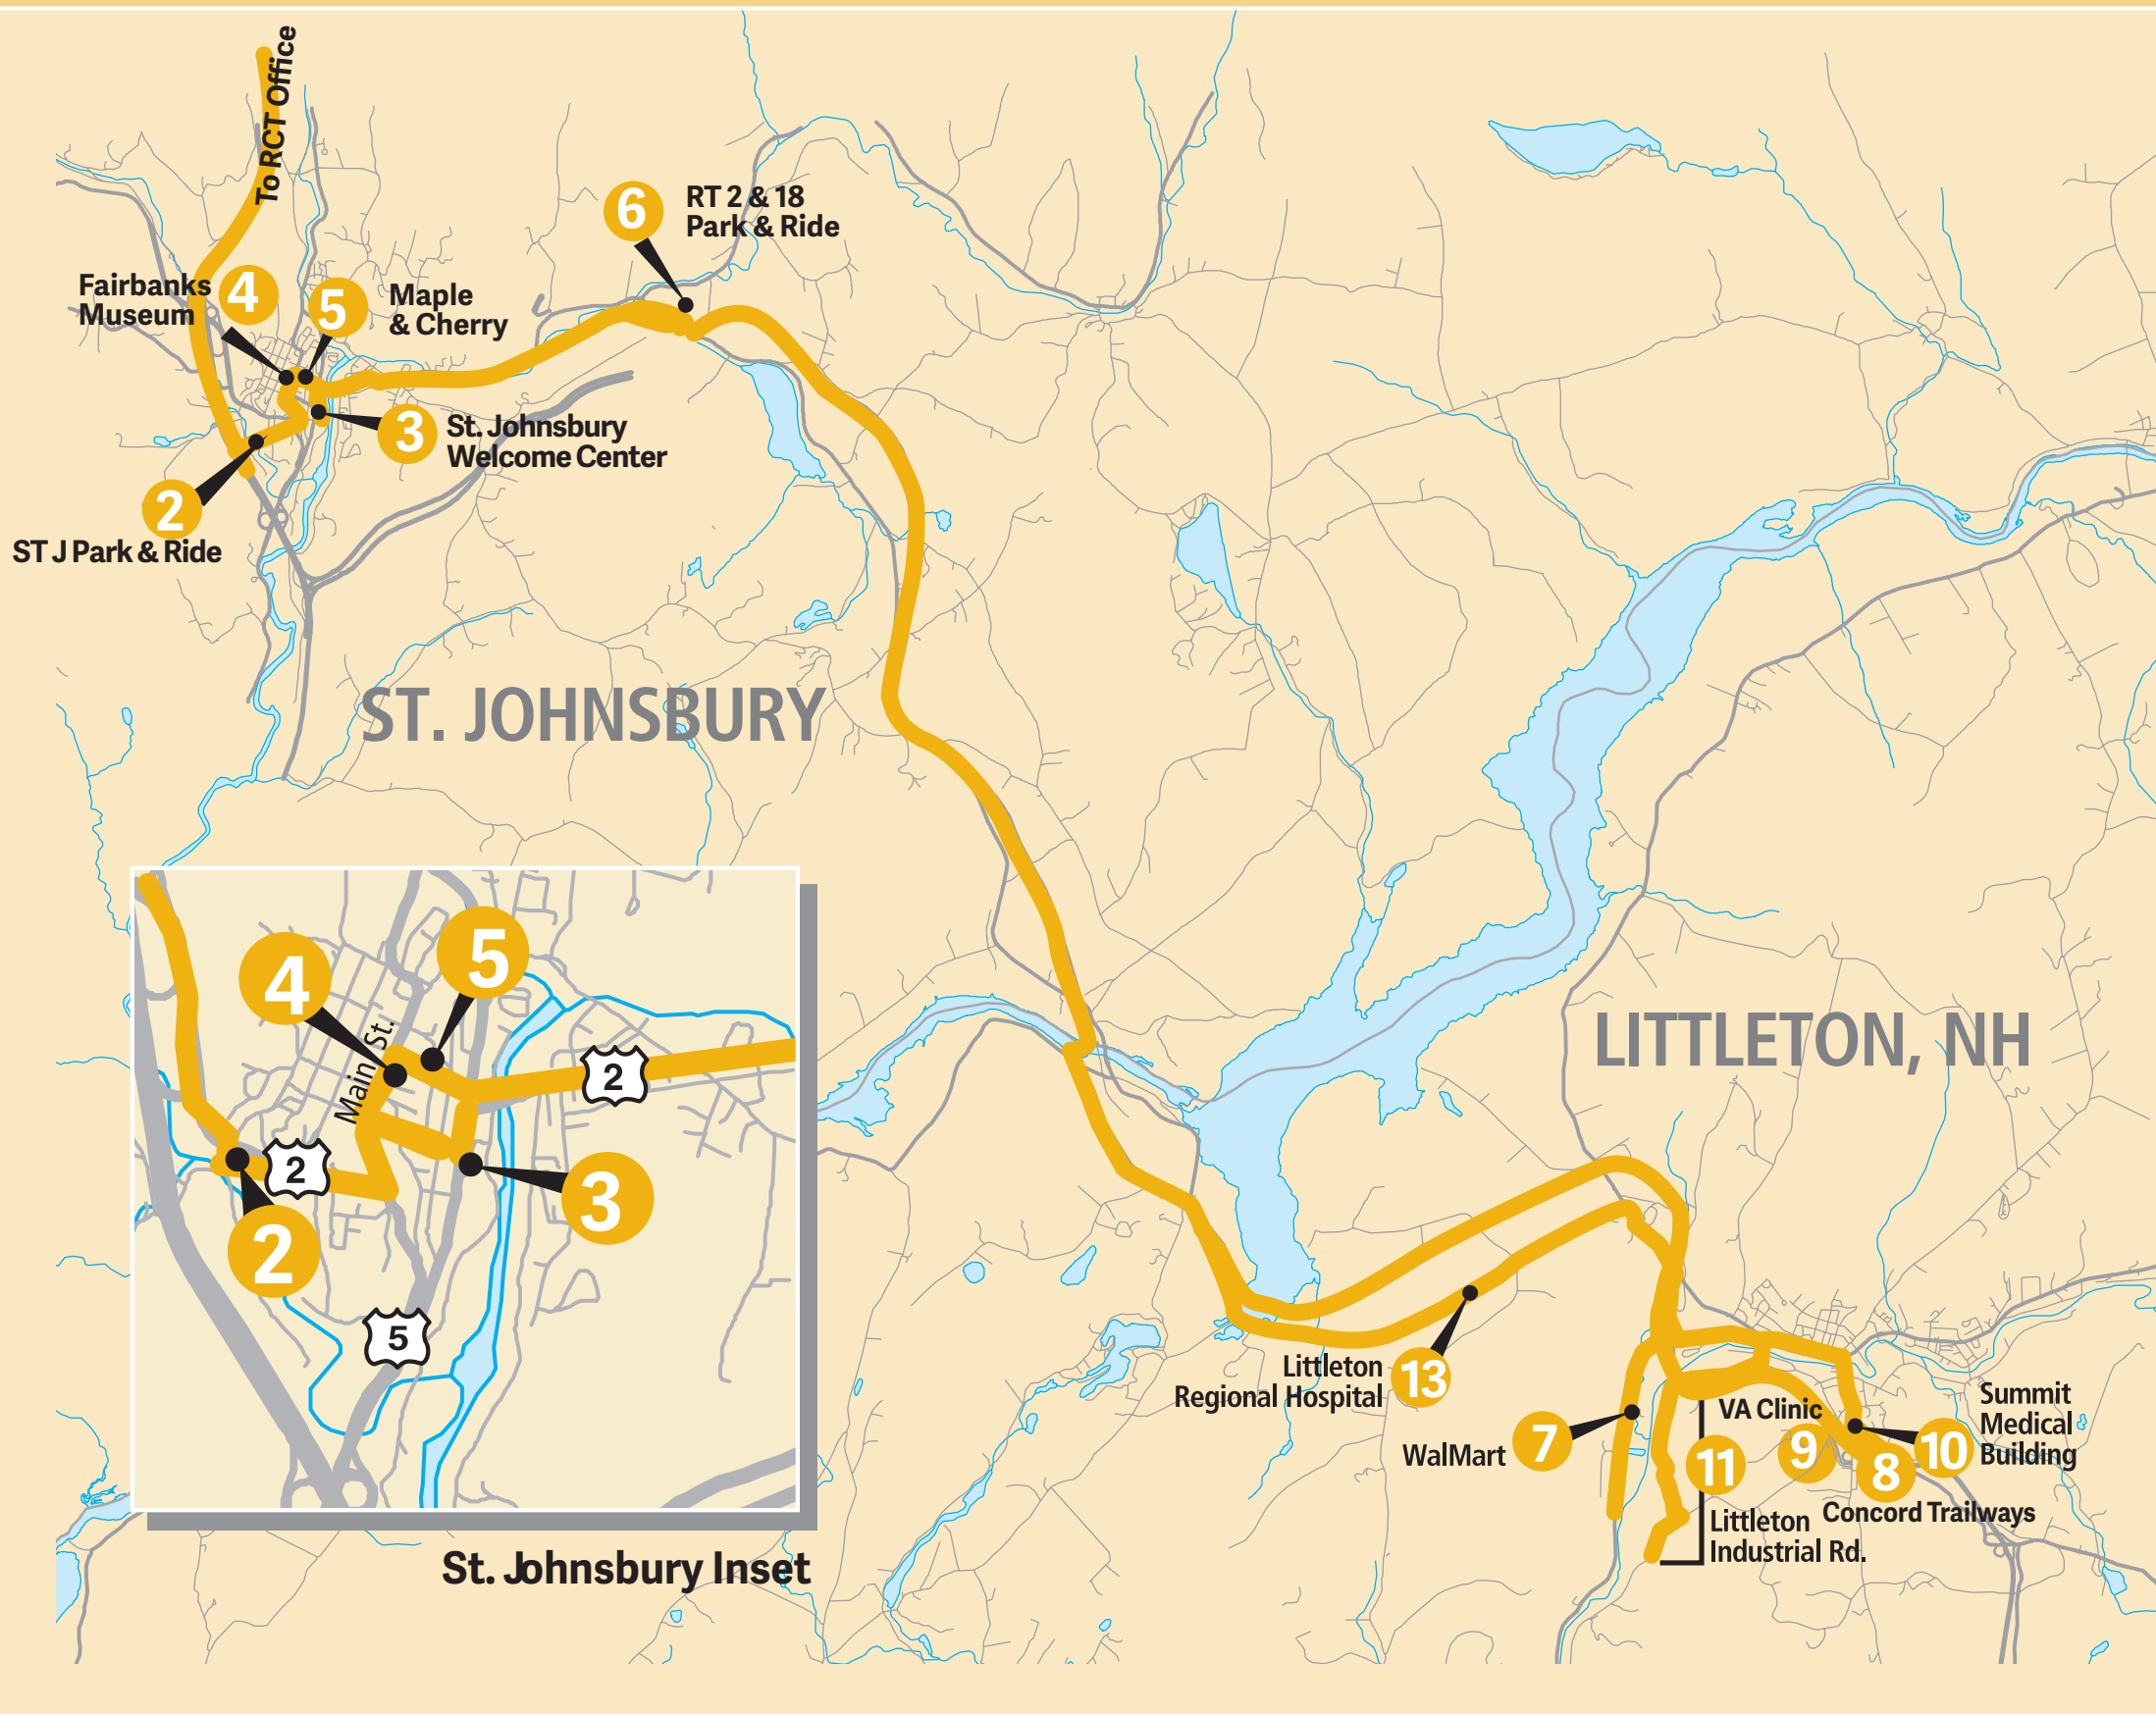 To RCT Office
6
RT 2 & 18
Park & Ride
Fairbanks
Museum
4
5
Maple
& Cherry
3
St. Johnsbury
Welcome Center
2
ST J Park & Ride
ST. JOHNSBURY
LITTLETON, NH
4
5
Main St.
2
2
3
2
5
St. Johnsbury Inset
Littleton
Regional Hospital
13
WalMart
7
VA Clinic
11
9
8
10
Summit
Medical
Building
Concord Trailways
Littleton
Industrial Rd.